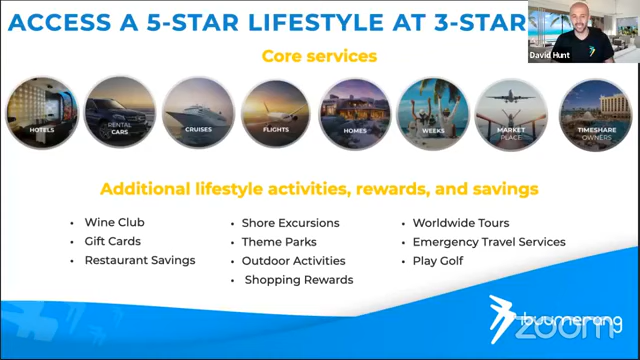 ACCESS A 5-STAR LIFESTYLE AT 3-STAR
David Hunt
Core services
HOTELS
RENTAL
CARS
CRUISES
FLIGHTS
HOMES
WEEKS
MARKET
PLACE
TIMESHARE
OWNERS
Additional lifestyle activities, rewards, and savings
• Wine Club
• Gift Cards
• Restaurant Savings
• Shore Excursions
• Theme Parks
• Outdoor Activities
• Shopping Rewards
• Worldwide Tours
• Emergency Travel Services
• Play Golf
ibuumerang
zoom